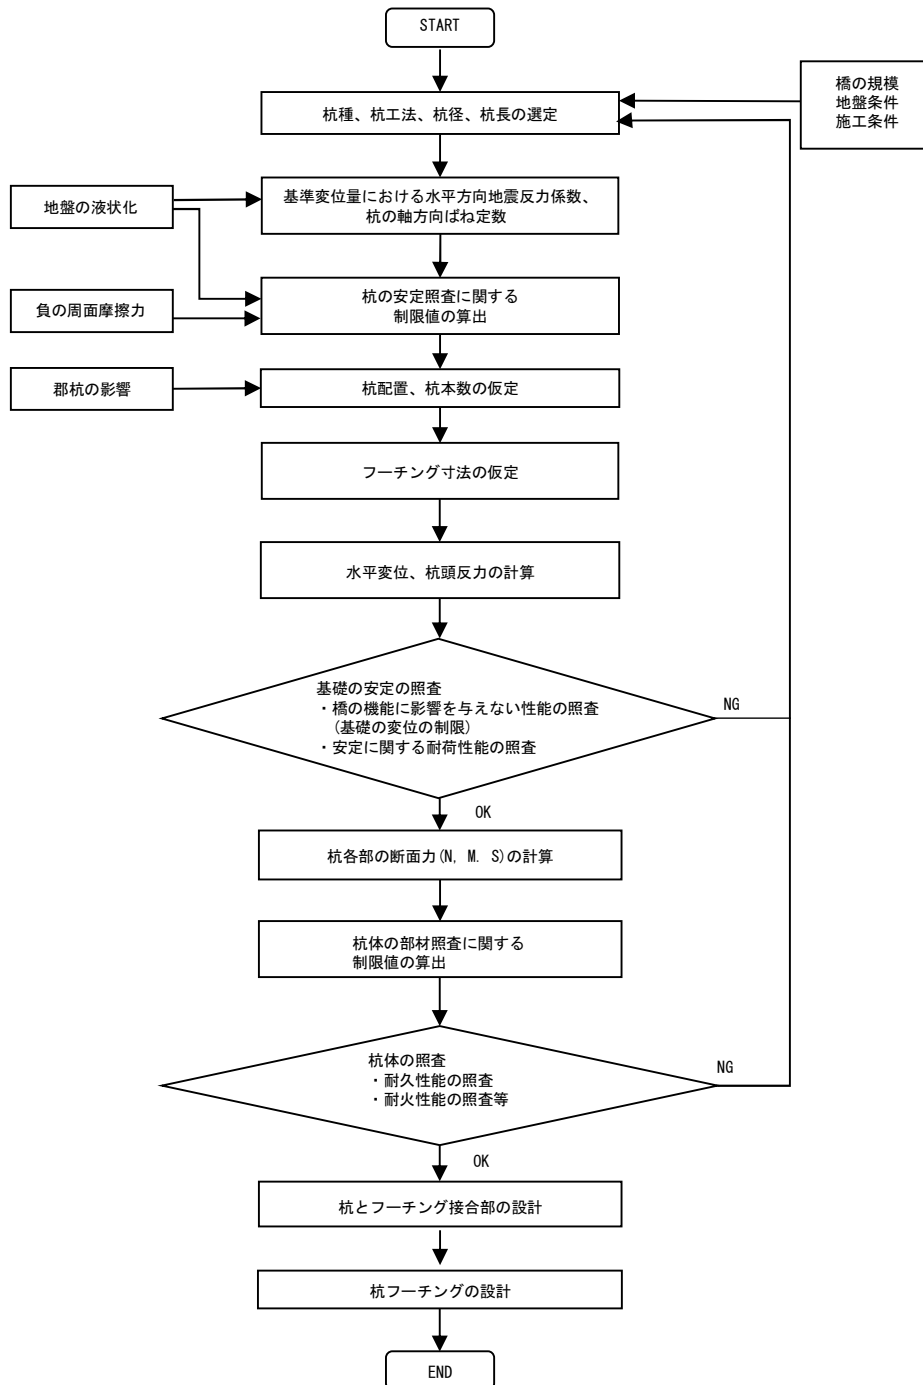 START
橋の規模
地盤条件
施工条件
杭種、杭工法、杭径、杭長の選定
基準変位量における水平方向地震反力係数、
杭の軸方向ばね定数
地盤の液状化
杭の安定照査に関する
制限値の算出
負の周面摩擦力
杭配置、杭本数の仮定
郡杭の影響
フーチング寸法の仮定
水平変位、杭頭反力の計算
基礎の安定の照査
・橋の機能に影響を与えない性能の照査
(基礎の変位の制限)
・安定に関する耐荷性能の照査
NG
OK
杭各部の断面力(N, M. S)の計算
杭体の部材照査に関する
制限値の算出
杭体の照査
・耐久性能の照査
・耐火性能の照査等
NG
OK
杭とフーチング接合部の設計
杭フーチングの設計
END